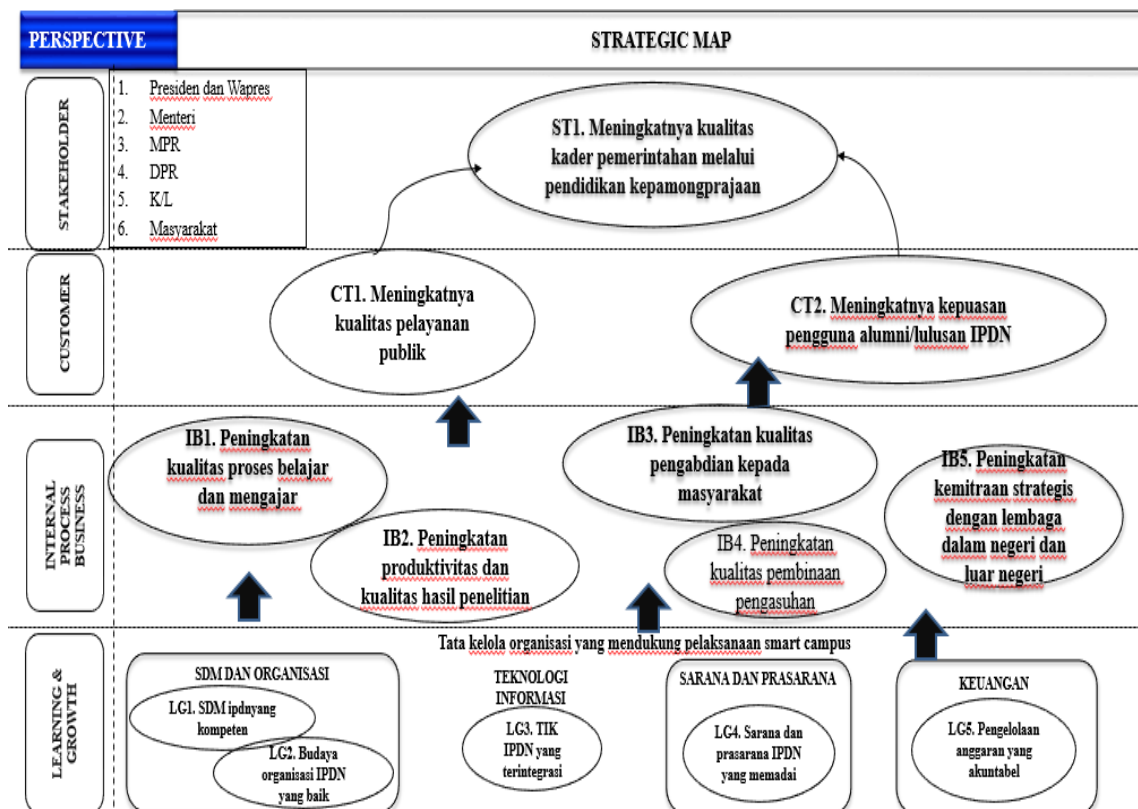 PERSPECTIVE
STRATEGIC MAP
STAKEHOLDER
1. Presiden dan Wapres
2. Menteri
3. MPR
4. DPR
5. K/L
6. Masyarakat
ST1. Meningkatnya kualitas
kader pemerintahan melalui
pendidikan kepamongprajaan
CUSTOMER
CT1. Meningkatnya
kualitas pelayanan
publik
CT2. Meningkatnya kepuasan
pengguna alumni/lulusan IPDN
INTERNAL
PROCESS
BUSINESS
IB1. Peningkatan
kualitas proses belajar
dan mengajar
IB2. Peningkatan
produktivitas dan
kualitas hasil penelitian
IB3. Peningkatan kualitas
pengabdian kepada
masyarakat
IB4. Peningkatan
kualitas pembinaan
pengasuhan
IB5. Peningkatan
kemitraan strategis
dengan lembaga
dalam negeri dan
luar negeri
LEARNING &
GROWTH
Tata kelola organisasi yang mendukung pelaksanaan smart campus
SDM DAN ORGANISASI
LG1. SDM ipdnyang
kompeten
LG2. Budaya
organisasi IPDN
yang baik
TEKNOLOGI
INFORMASI
LG3. TIK
IPDN yang
terintegrasi
SARANA DAN PRASARANA
LG4. Sarana dan
prasarana IPDN
yang memadai
KEUANGAN
LG5. Pengelolaan
anggaran yang
akuntabel